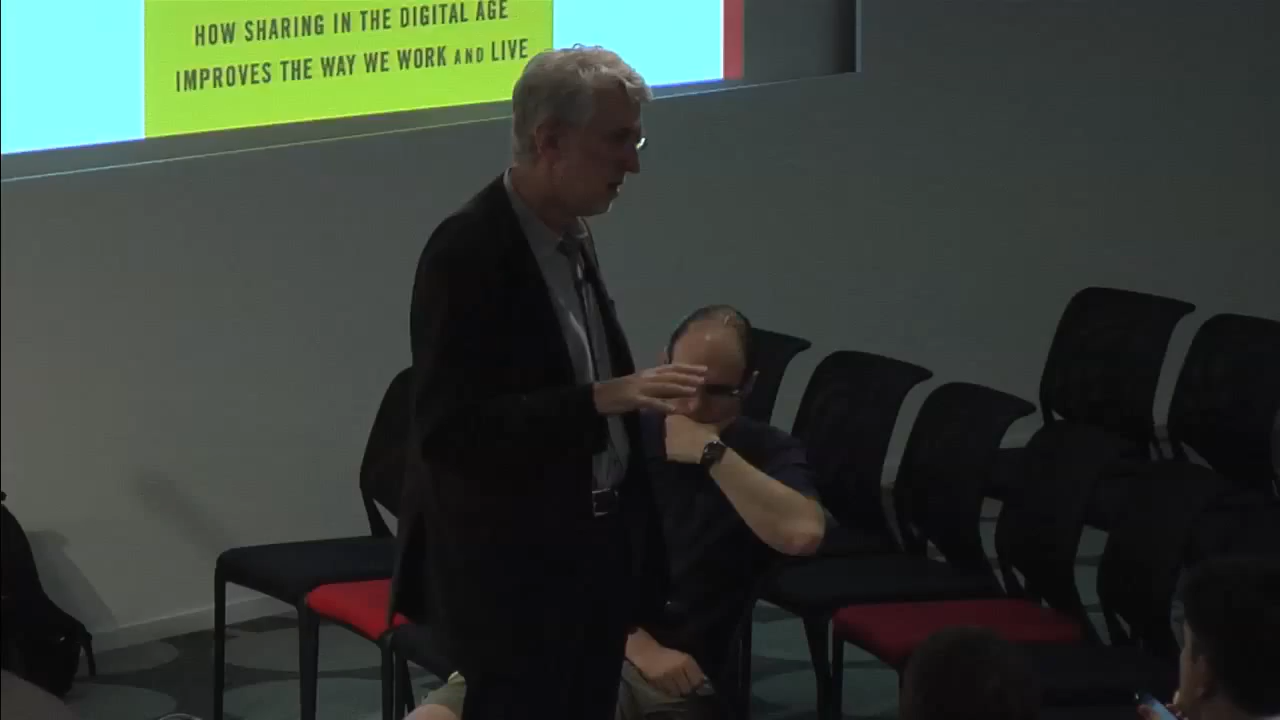 HOW SHARING IN THE DIGITAL AGE
IMPROVES THE WAY WE WORK AND LIVE